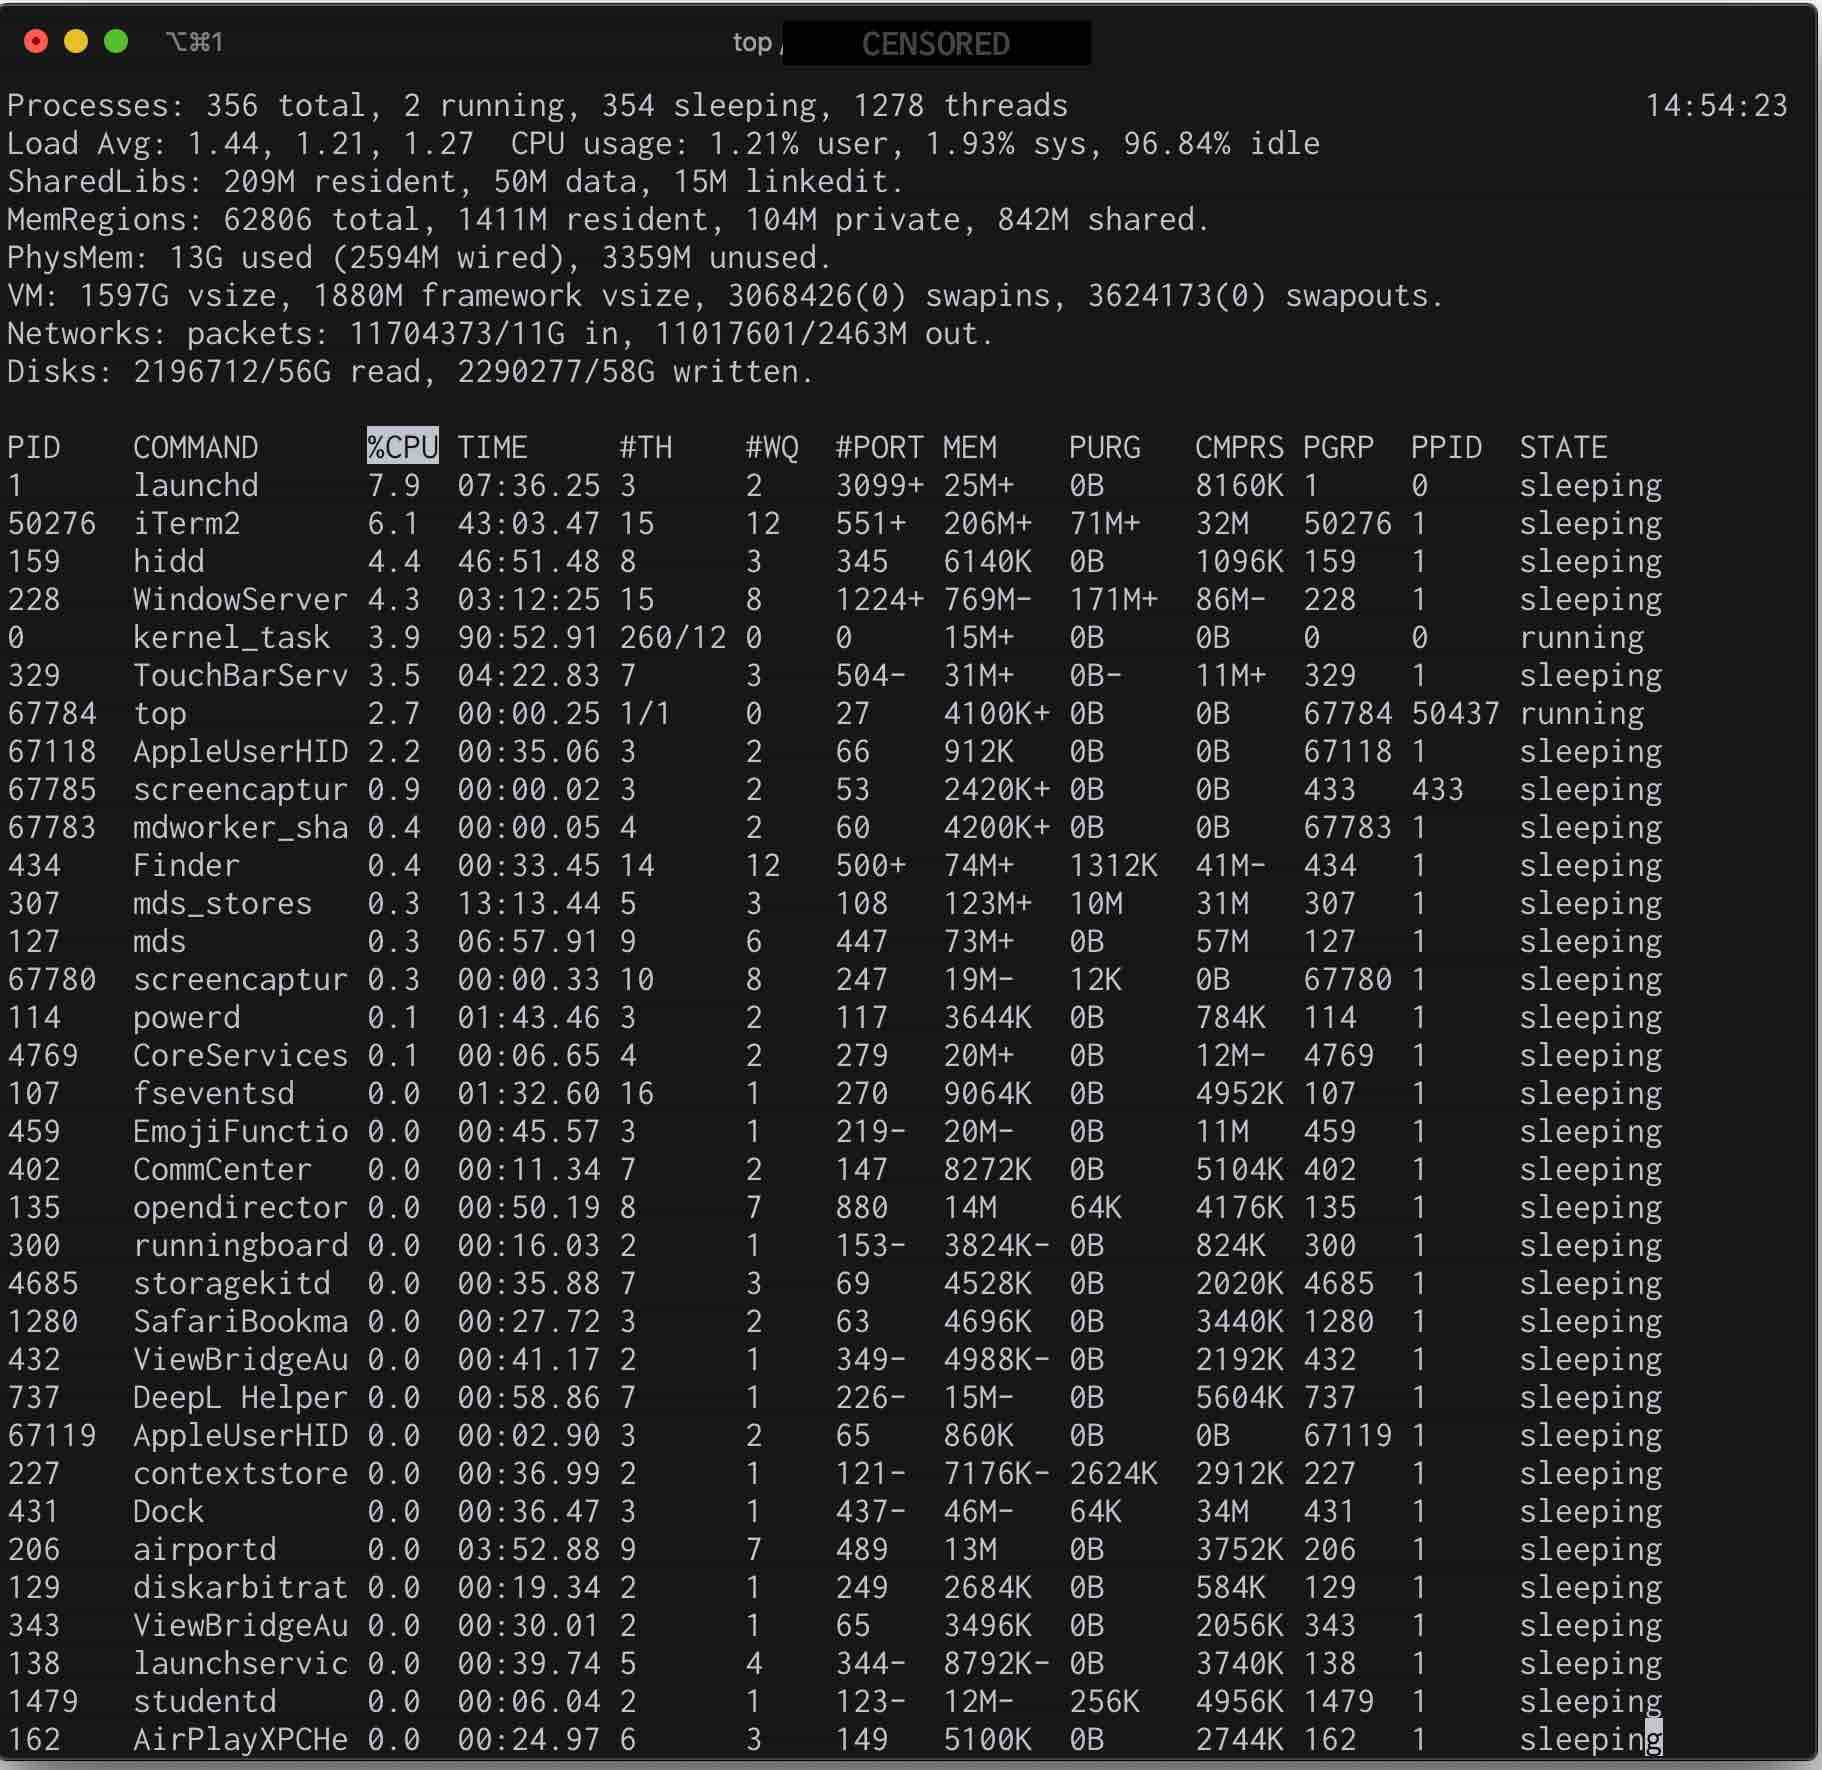 ⌥⌘1 top / CENSORED
Processes: 356 total, 2 running, 354 sleeping, 1278 threads 14:54:23
Load Avg: 1.44, 1.21, 1.27 CPU usage: 1.21% user, 1.93% sys, 96.84% idle
SharedLibs: 209M resident, 50M data, 15M linkedit.
MemRegions: 62806 total, 1411M resident, 104M private, 842M shared.
PhysMem: 13G used (2594M wired), 3359M unused.
VM: 1597G vsize, 1880M framework vsize, 3068426(0) swapins, 3624173(0) swapouts.
Networks: packets: 11704373/11G in, 11017601/2463M out.
Disks: 2196712/56G read, 2290277/58G written.
PID COMMAND %CPU TIME #TH #WQ #PORT MEM PURG CMPRS PGRP PPID STATE
1 launchd 7.9 07:36.25 3 2 3099+ 25M+ 0B 8160K 1 0 sleeping
50276 iTerm2 6.1 43:03.47 15 12 551+ 206M+ 71M+ 32M 50276 1 sleeping
159 hidd 4.4 46:51.48 8 3 345 6140K 0B 1096K 159 1 sleeping
228 WindowServer 4.3 03:12:25 15 8 1224+ 769M- 171M+ 86M- 228 1 sleeping
0 kernel_task 3.9 90:52.91 260/12 0 0 15M+ 0B 0B 0 0 running
329 TouchBarServ 3.5 04:22.83 7 3 504- 31M+ 0B- 11M+ 329 1 sleeping
67784 top 2.7 00:00.25 1/1 0 27 4100K+ 0B 0B 67784 50437 running
67118 AppleUserHID 2.2 00:35.06 3 2 66 912K 0B 0B 67118 1 sleeping
67785 screencaptur 0.9 00:00.02 3 2 53 2420K+ 0B 0B 433 433 sleeping
67783 mdworker_sha 0.4 00:00.05 4 2 60 4200K+ 0B 0B 67783 1 sleeping
434 Finder 0.4 00:33.45 14 12 500+ 74M+ 1312K 41M- 434 1 sleeping
307 mds_stores 0.3 13:13.44 5 3 108 123M+ 10M 31M 307 1 sleeping
127 mds 0.3 06:57.91 9 6 447 73M+ 0B 57M 127 1 sleeping
67780 screencaptur 0.3 00:00.33 10 8 247 19M- 12K 0B 67780 1 sleeping
114 powerd 0.1 01:43.46 3 2 117 3644K 0B 784K 114 1 sleeping
4769 CoreServices 0.1 00:06.65 4 2 279 20M+ 0B 12M- 4769 1 sleeping
107 fseventsd 0.0 01:32.60 16 1 270 9064K 0B 4952K 107 1 sleeping
459 EmojiFunctio 0.0 00:45.57 3 1 219- 20M- 0B 11M 459 1 sleeping
402 CommCenter 0.0 00:11.34 7 2 147 8272K 0B 5104K 402 1 sleeping
135 opendirector 0.0 00:50.19 8 7 880 14M 64K 4176K 135 1 sleeping
300 runningboard 0.0 00:16.03 2 1 153- 3824K- 0B 824K 300 1 sleeping
4685 storagekitd 0.0 00:35.88 7 3 69 4528K 0B 2020K 4685 1 sleeping
1280 SafariBookma 0.0 00:27.72 3 2 63 4696K 0B 3440K 1280 1 sleeping
432 ViewBridgeAu 0.0 00:41.17 2 1 349- 4988K- 0B 2192K 432 1 sleeping
737 DeepL Helper 0.0 00:58.86 7 1 226- 15M- 0B 5604K 737 1 sleeping
67119 AppleUserHID 0.0 00:02.90 3 2 65 860K 0B 0B 67119 1 sleeping
227 contextstore 0.0 00:36.99 2 1 121- 7176K- 2624K 2912K 227 1 sleeping
431 Dock 0.0 00:36.47 3 1 437- 46M- 64K 34M 431 1 sleeping
206 airportd 0.0 03:52.88 9 7 489 13M 0B 3752K 206 1 sleeping
129 diskarbitrat 0.0 00:19.34 2 1 249 2684K 0B 584K 129 1 sleeping
343 ViewBridgeAu 0.0 00:30.01 2 1 65 3496K 0B 2056K 343 1 sleeping
138 launchservic 0.0 00:39.74 5 4 344- 8792K- 0B 3740K 138 1 sleeping
1479 studentd 0.0 00:06.04 2 1 123- 12M- 256K 4956K 1479 1 sleeping
162 AirPlayXPCHe 0.0 00:24.97 6 3 149 5100K 0B 2744K 162 1 sleeping